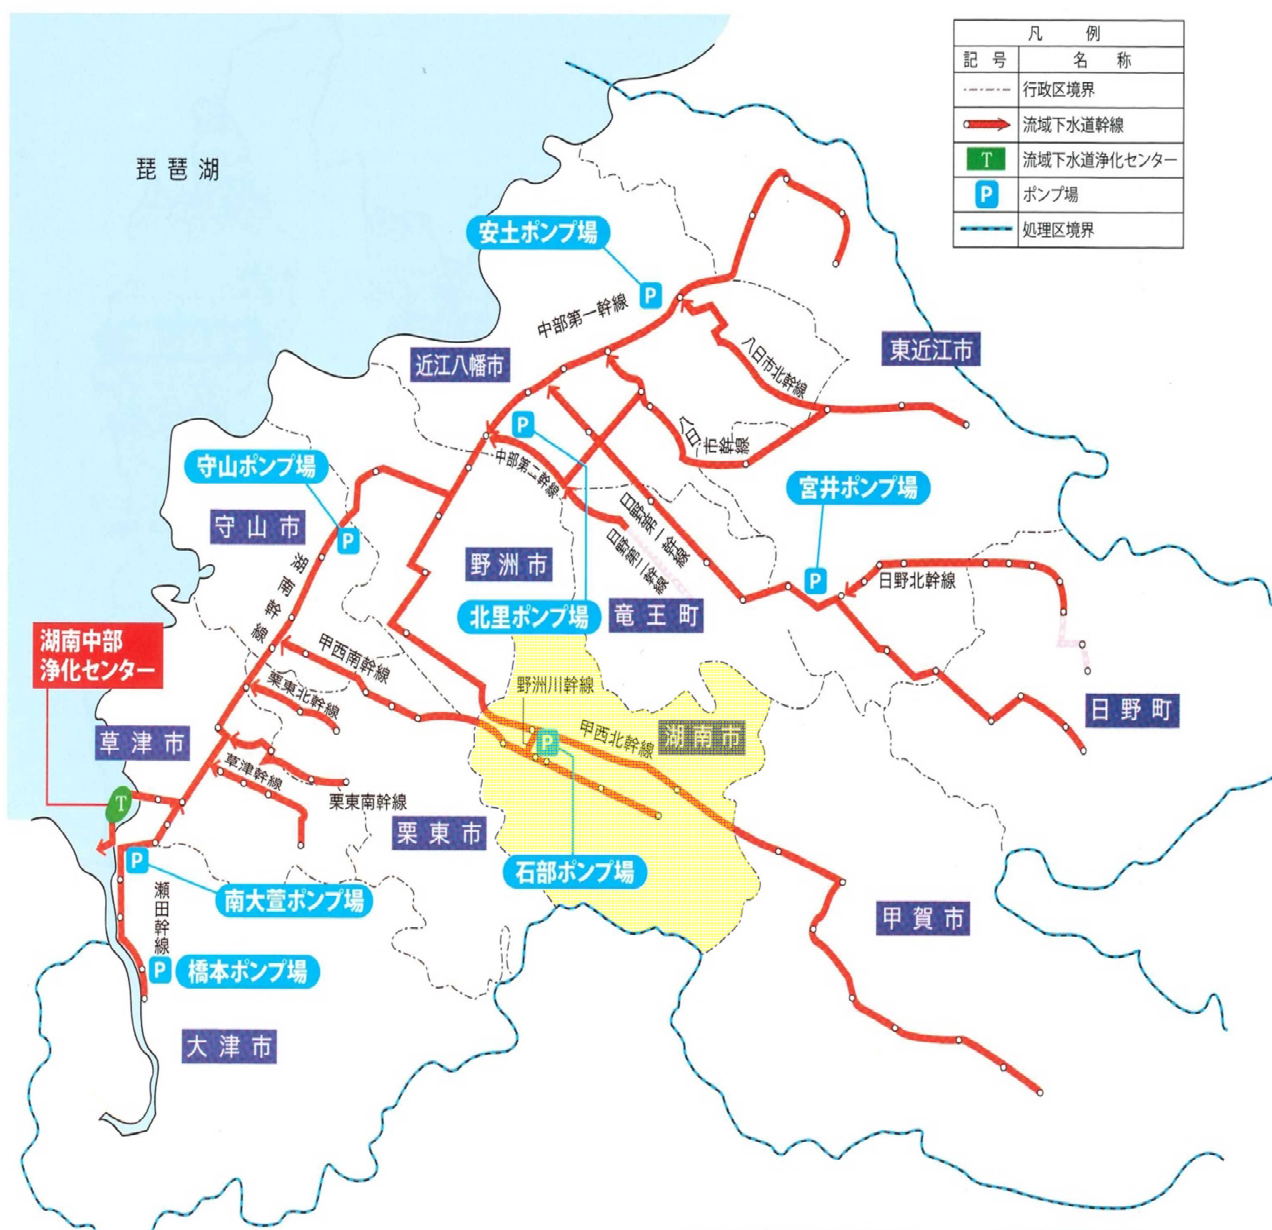 凡 例
記 号 名 称
行政区境界
流域下水道幹線
T 流域下水道浄化センター
P ポンプ場
処理区境界
琵 琶 湖
安土ポンプ場
P
中部第一幹線
東近江市
八日市北幹線
近江八幡市
P
八日市幹線
守山ポンプ場
中部第二幹線
宮井ポンプ場
守 山 市
P
日野第一幹線
野 洲 市
日野第二幹線
P
日野北幹線
湖南幹線
北里ポンプ場
竜 王 町
湖南中部
浄化センター
甲西南幹線
野洲川幹線
栗東北幹線
日 野 町
草 津 市
甲西北幹線
湖 南 市
P
草津幹線
T
栗東南幹線
栗 東 市
P
石部ポンプ場
瀬田幹線
南大萱ポンプ場
甲 賀 市
P
橋本ポンプ場
大 津 市